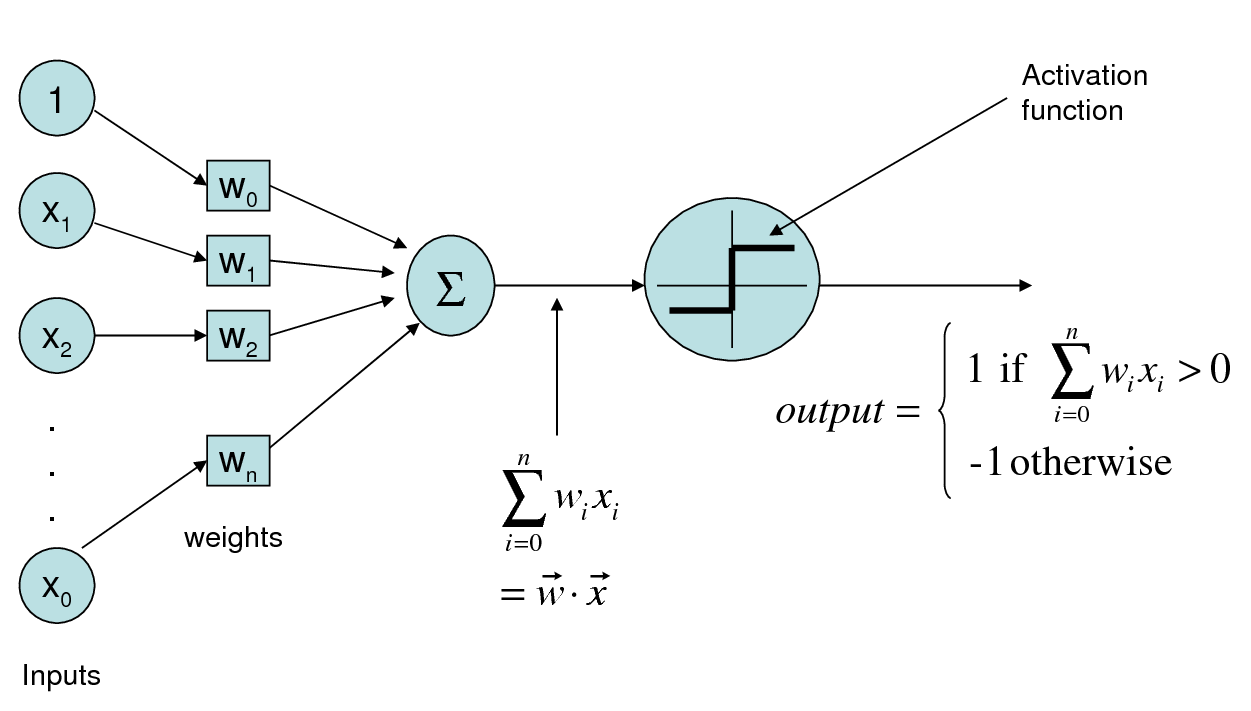 1
x₁
x₂
.
.
.
x₀
Inputs
w₀
w₁
w₂
wₙ
weights
Σ
n
∑ wᵢxᵢ
i=0
= w⃗ · x⃗
Activation
function
output = {
n
1 if ∑ wᵢxᵢ > 0
i=0
-1 otherwise